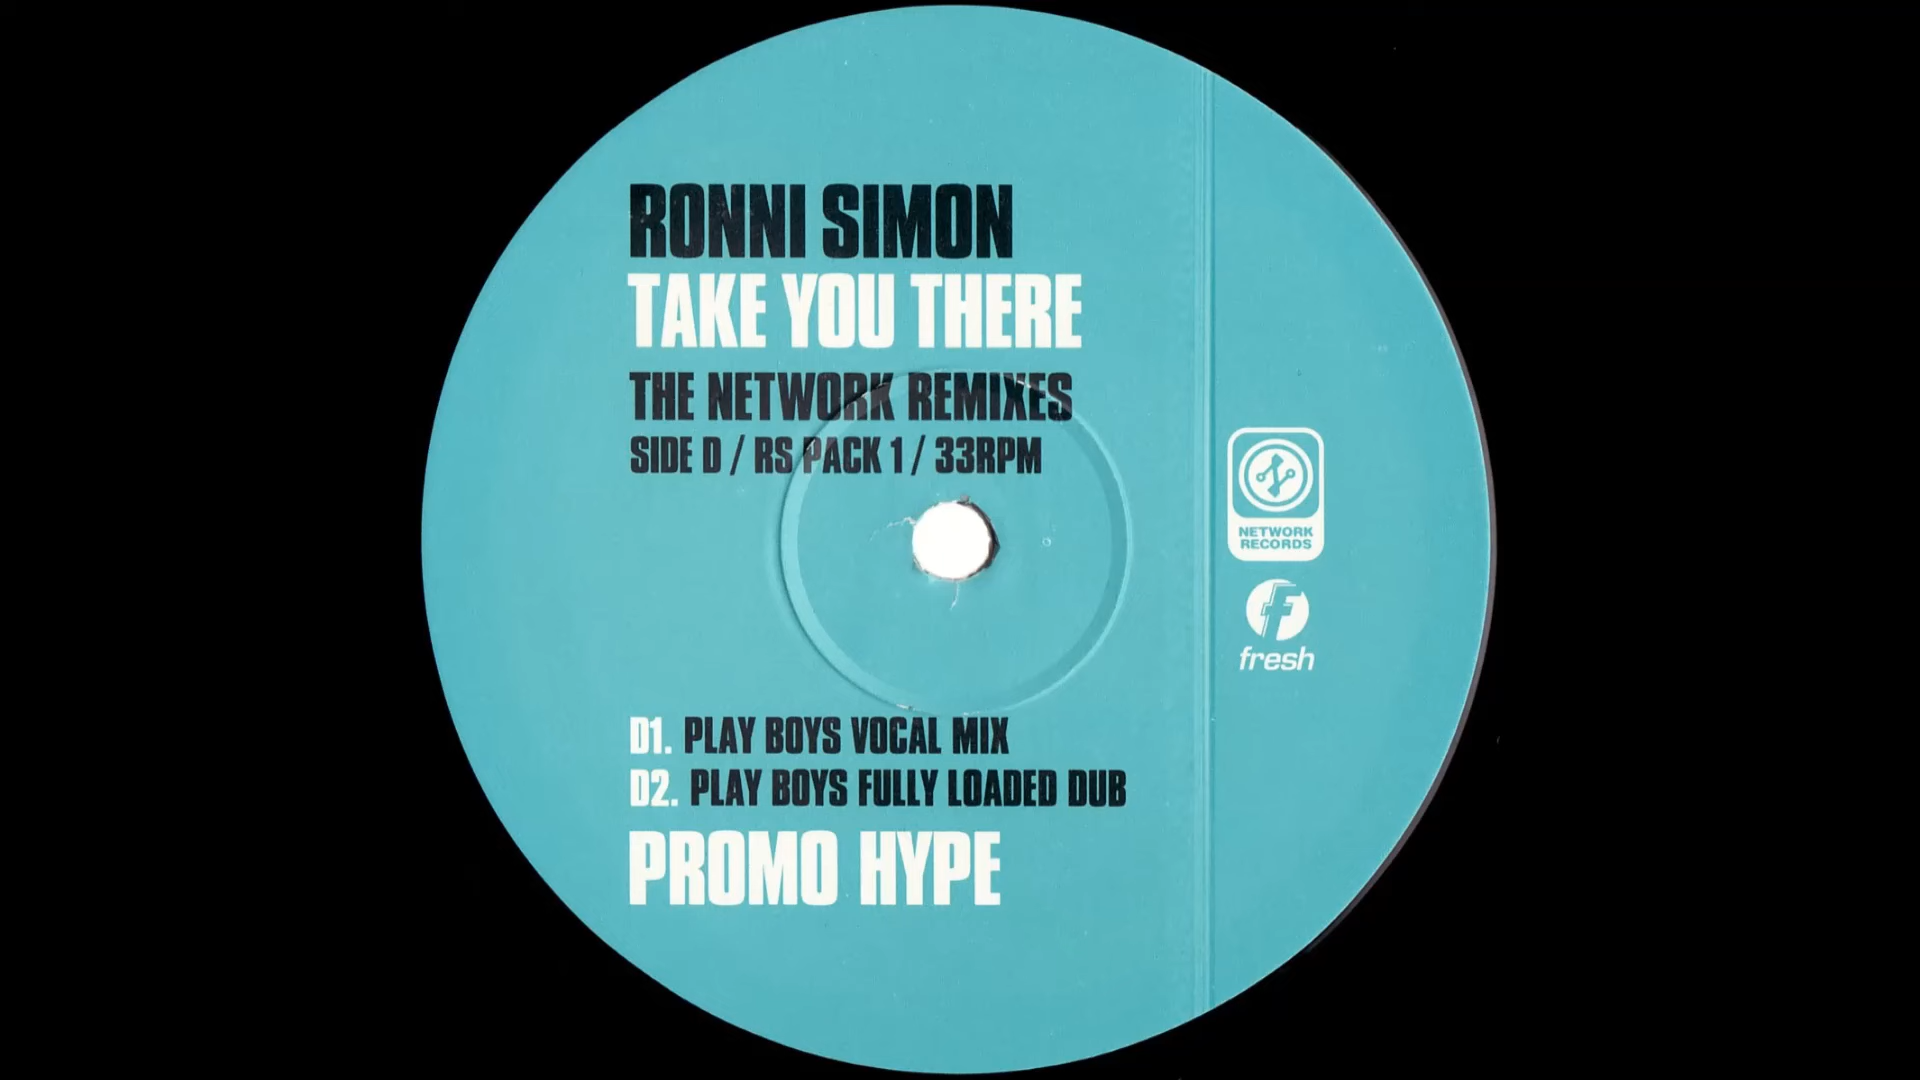 RONNI SIMON
TAKE YOU THERE
THE NETWORK REMIXES
SIDE D / RS PACK 1 / 33RPM
NETWORK
RECORDS
fresh
D1. PLAY BOYS VOCAL MIX
D2. PLAY BOYS FULLY LOADED DUB
PROMO HYPE